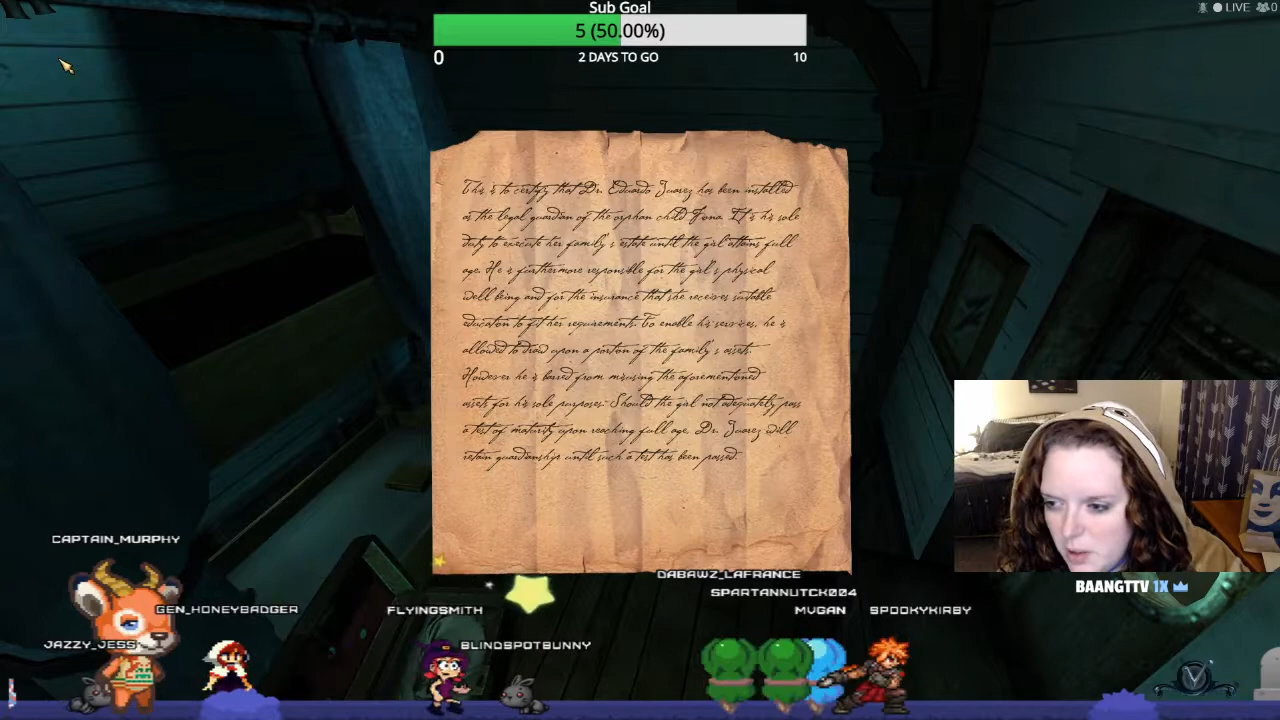 Sub Goal
LIVE 0
5 (50.00%)
0 2 DAYS TO GO 10
This is to certify that Dr. Eduardo Juarez has been installed
as the legal guardian of the orphan child Fiona. It is his sole
duty to execute her family's estate until the girl attains full
age. He is furthermore responsible for the girl's physical
well being and for the insurance that she receives suitable
education to fit her requirements. To enable his services, he is
allowed to draw upon a portion of the family's assets.
However he is barred from misusing the aforementioned
assets for his sole purposes. Should the girl not adequately pass
a test of maturity upon reaching full age, Dr. Juarez will
retain guardianship until such a test has been passed.
CAPTAIN_MURPHY
DABAWZ_LAFRANCE
BAANGTTV 1X
SPARTANNUTCK004
GEN_HONEYBADGER
FLYINGSMITH
MVGAN
SPOOKYKIRBY
JAZZY_JESS
BLINDSPOTBUNNY
V